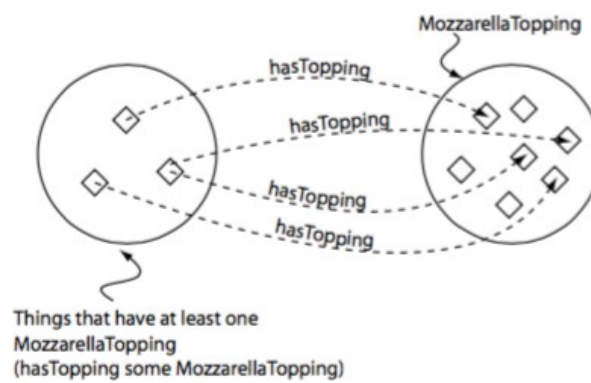 MozzarellaTopping
hasTopping
hasTopping
hasTopping
hasTopping
Things that have at least one
MozzarellaTopping
(hasTopping some MozzarellaTopping)